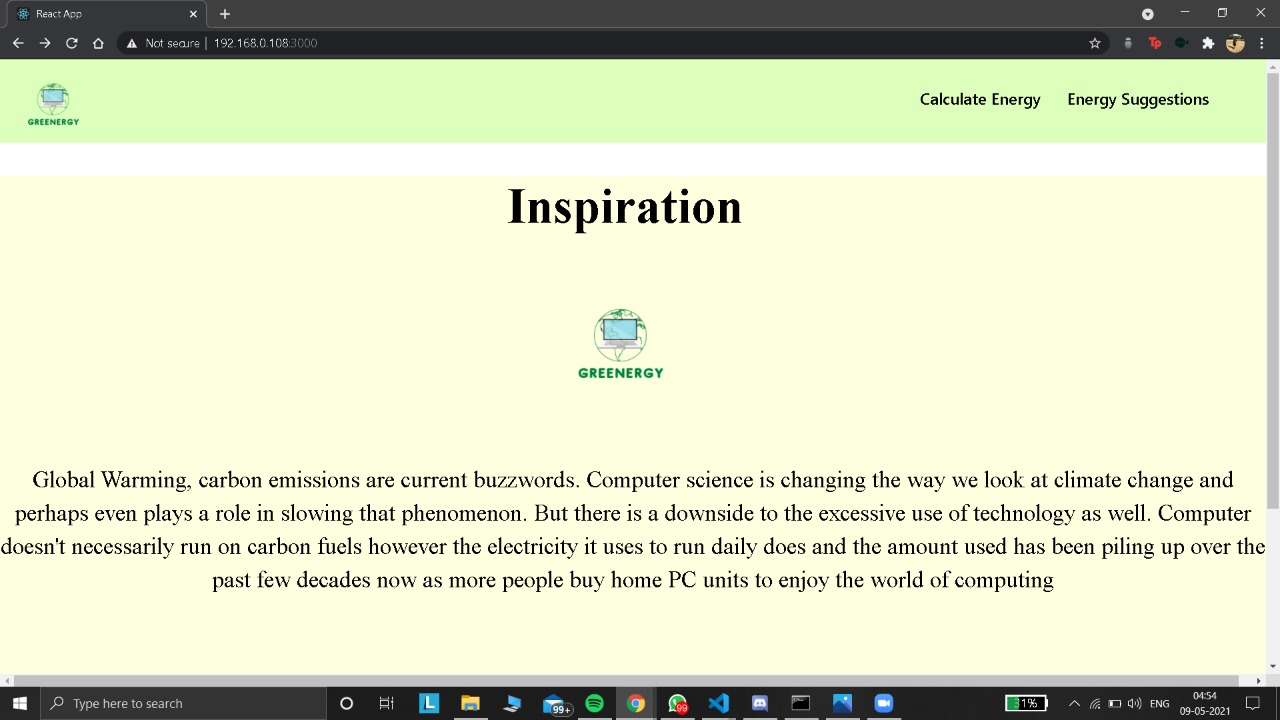 React App
Not secure | 192.168.0.108:3000
Tp
GREENERGY
Calculate Energy
Energy Suggestions
Inspiration
GREENERGY
Global Warming, carbon emissions are current buzzwords. Computer science is changing the way we look at climate change and
perhaps even plays a role in slowing that phenomenon. But there is a downside to the excessive use of technology as well. Computer
doesn't necessarily run on carbon fuels however the electricity it uses to run daily does and the amount used has been piling up over the
past few decades now as more people buy home PC units to enjoy the world of computing
Type here to search
L
99+
99
31%
ENG
04:54
09-05-2021